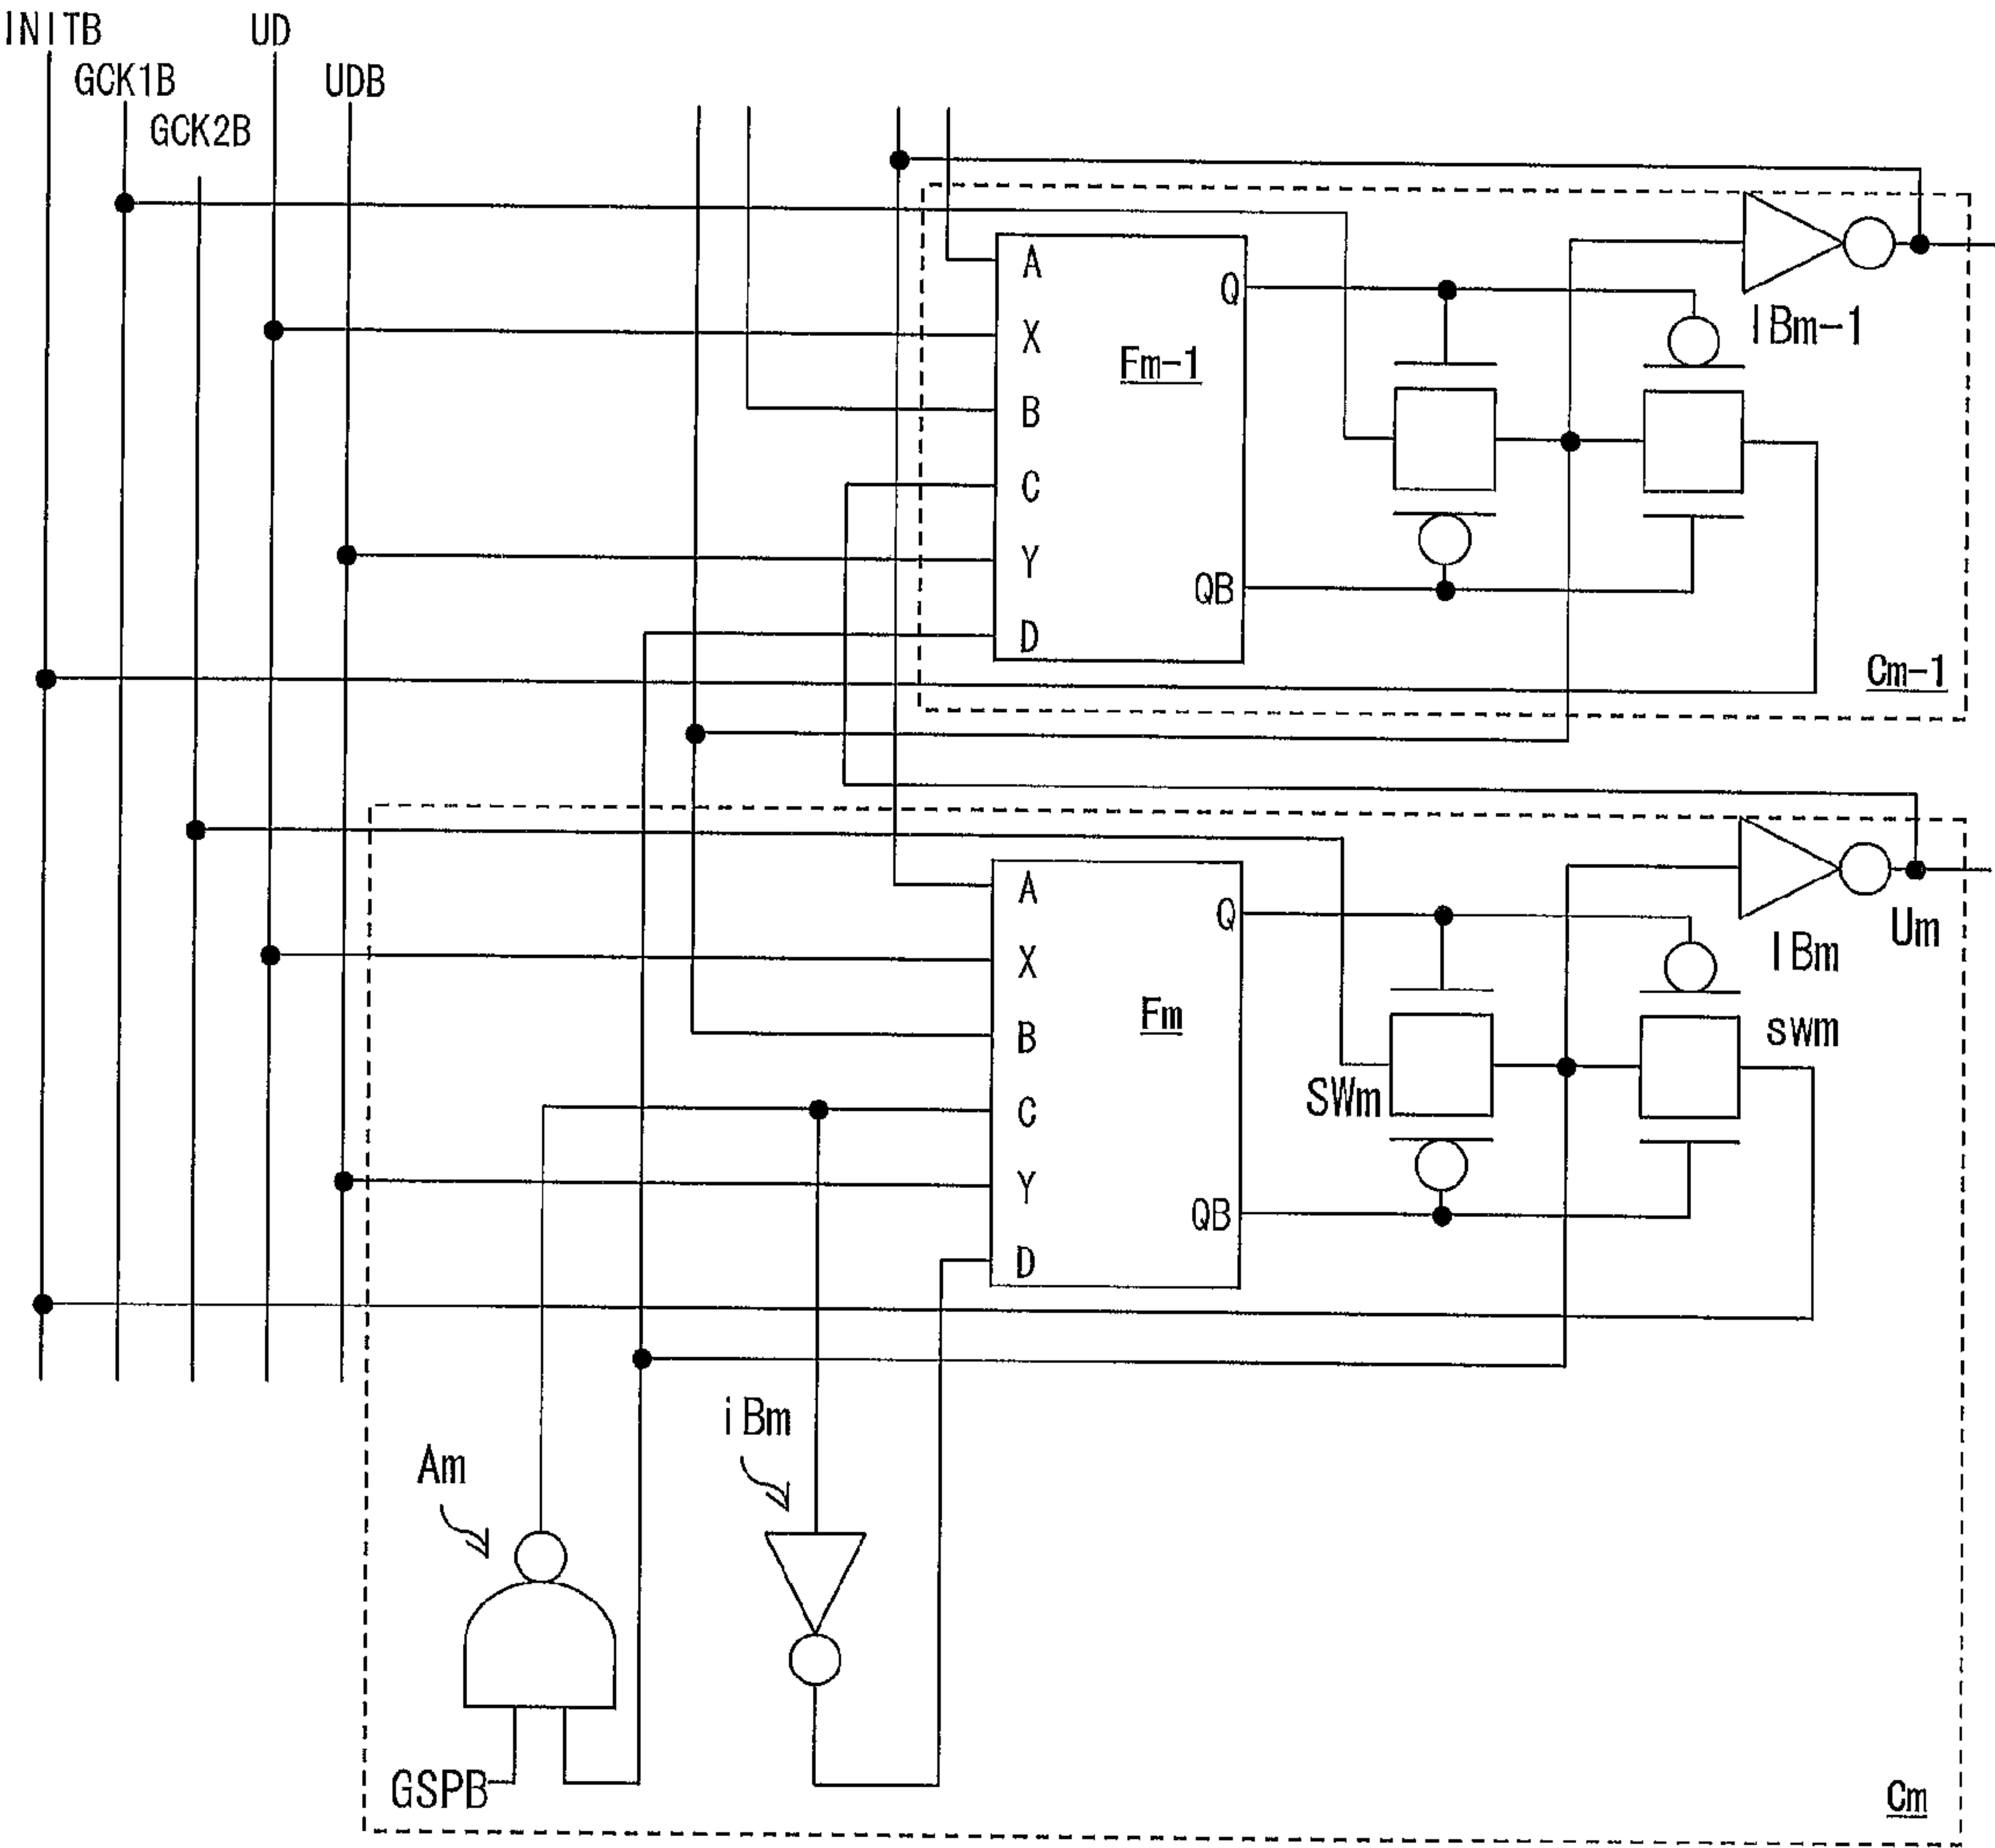 INITB
UD
GCK1B
UDB
GCK2B
A
Q
X
Fm-1
IBm-1
B
C
Y
QB
D
Cm-1
A
Q
Um
X
IBm
Fm
swm
B
SWm
C
Y
QB
D
iBm
Am
GSPB
Cm